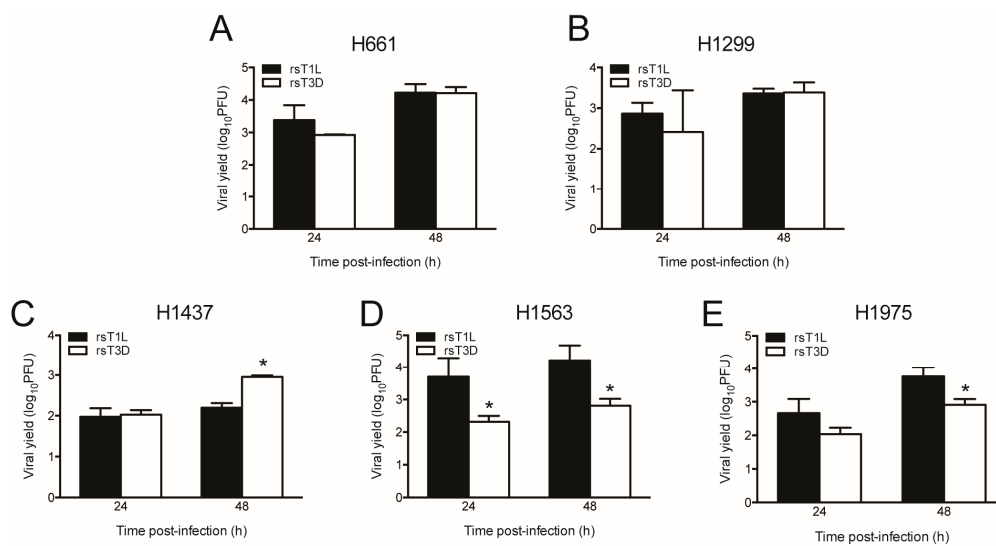 A
H661
rsT1L
rsT3D
Viral yield (log10PFU)
5
4
3
2
1
0
24
48
Time post-infection (h)
B
H1299
rsT1L
rsT3D
Viral yield (log10PFU)
4
3
2
1
0
24
48
Time post-infection (h)
C
H1437
rsT1L
rsT3D
Viral yield (log10PFU)
4
3
2
1
0
*
24
48
Time post-infection (h)
D
H1563
rsT1L
rsT3D
Viral yield (log10PFU)
5
4
3
2
1
0
*
*
24
48
Time post-infection (h)
E
H1975
rsT1L
rsT3D
Viral yield (log10PFU)
5
4
3
2
1
0
*
24
48
Time post-infection (h)